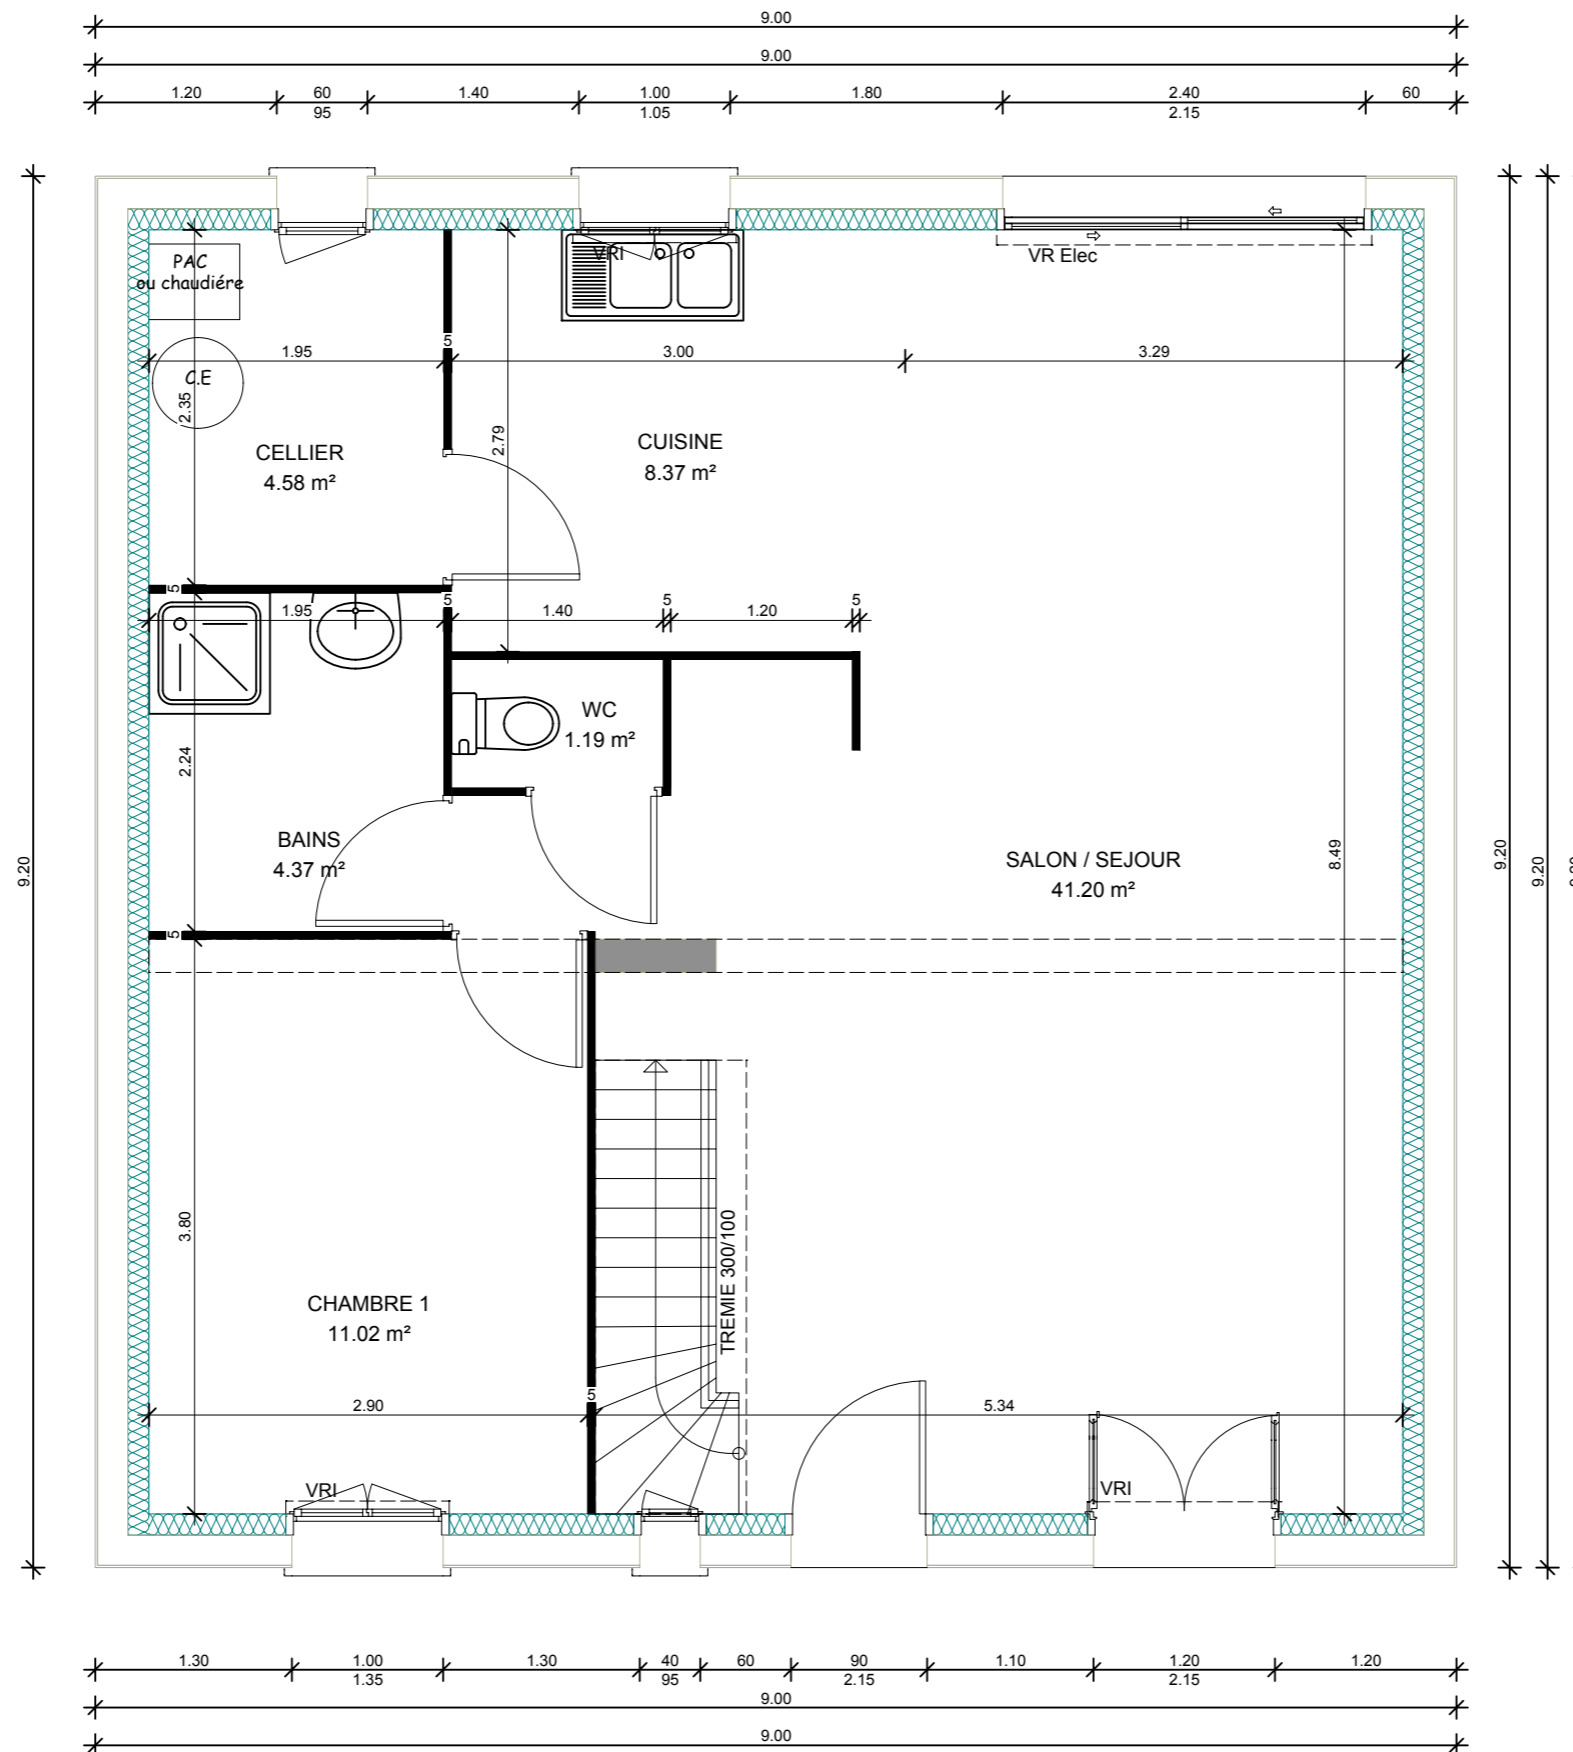 9.00
9.00
1.20 60 1.40 1.00 1.80 2.40 60
95 1.05 2.15
PAC
ou chaudiére
VRI
VR Elec
5
1.95 3.00 3.29
C.E
2.35
2.79
CELLIER
4.58 m²
CUISINE
8.37 m²
5
5 5 5
1.95 1.40 1.20
WC
1.19 m²
2.24
BAINS
4.37 m²
SALON / SEJOUR
41.20 m²
8.49
9.20
9.20
9.20
5
3.80
TREMIE 300/100
CHAMBRE 1
11.02 m²
5
2.90 5.34
VRI
VRI
1.30 1.00 1.30 40 60 90 1.10 1.20 1.20
1.35 95 2.15 2.15
9.00
9.00